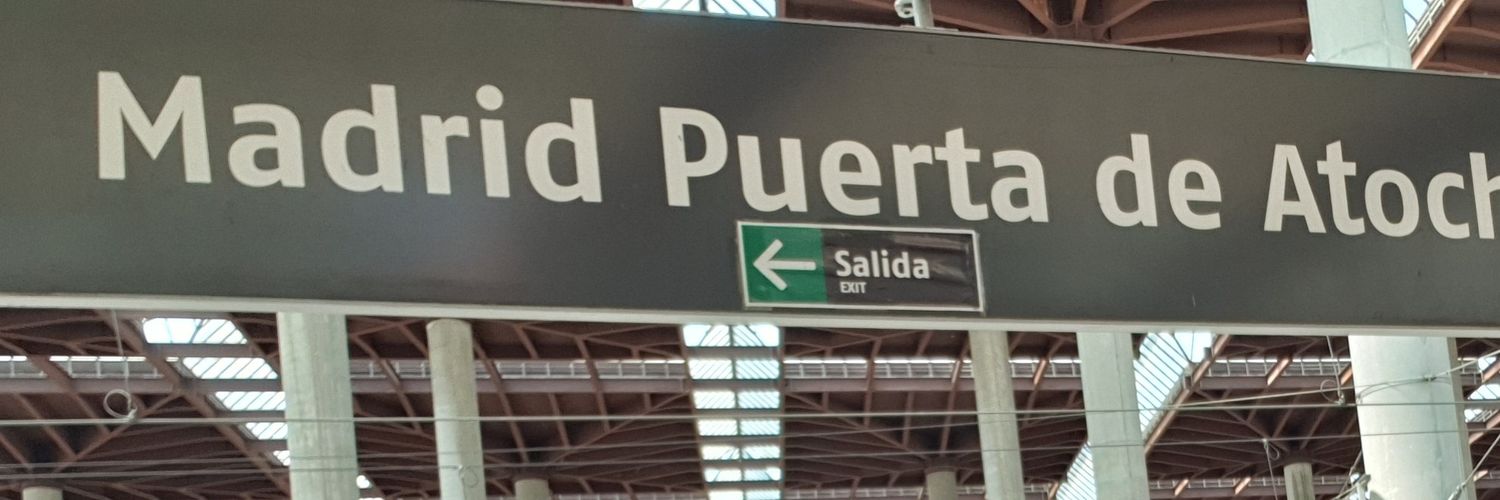 Madrid Puerta de Atoch
Salida
EXIT